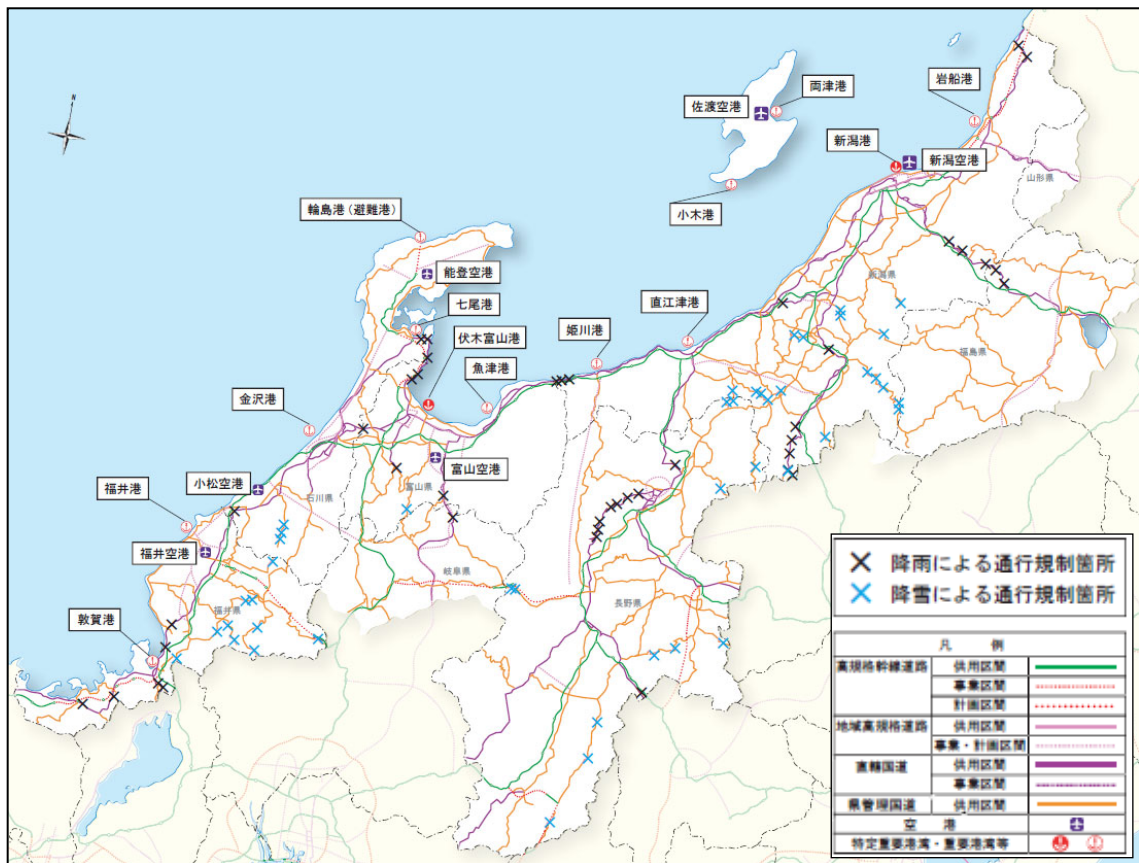 N
岩船港
両津港
佐渡空港
新潟港
新潟空港
山形県
小木港
輪島港(避難港)
能登空港
新潟県
七尾港
直江津港
伏木富山港
姫川港
福島県
魚津港
金沢港
富山空港
小松空港
石川県
富山県
福井港
福井空港
岐阜県
長野県
福井県
敦賀港
降雨による通行規制箇所
降雪による通行規制箇所
凡 例
高規格幹線道路 供用区間
事業区間
計画区間
地域高規格道路 供用区間
事業・計画区間
直轄国道 供用区間
事業区間
県管理国道 供用区間
空 港
特定重要港湾・重要港湾等